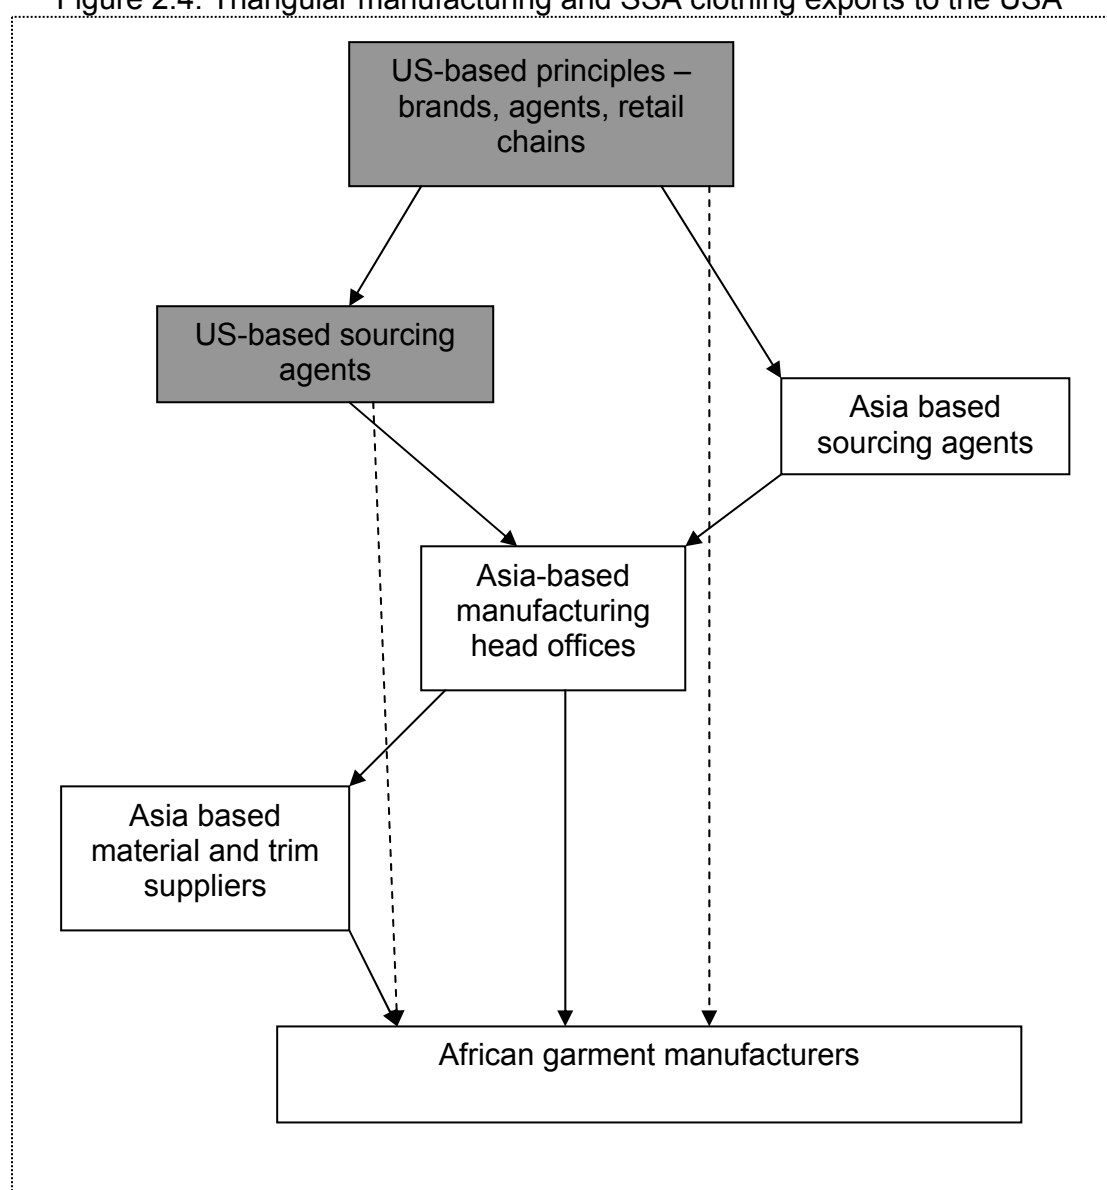 Figure 2.4: Triangular manufacturing and SSA clothing exports to the USA
US-based principles –
brands, agents, retail
chains
US-based sourcing
agents
Asia based
sourcing agents
Asia-based
manufacturing
head offices
Asia based
material and trim
suppliers
African garment manufacturers